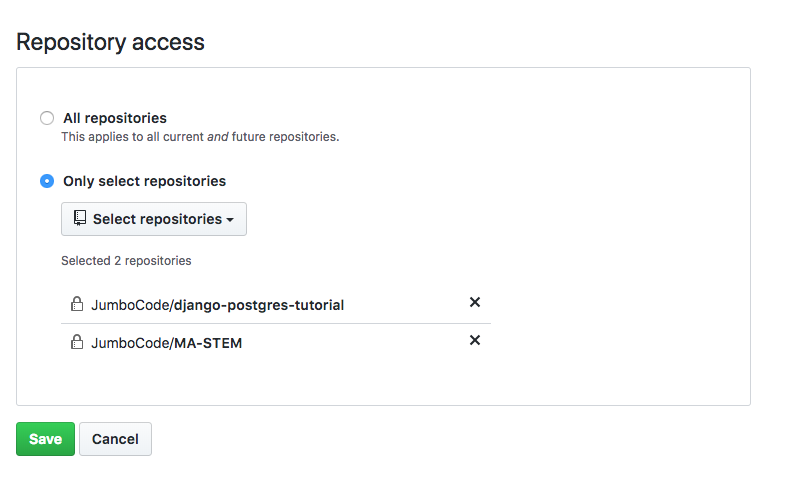 Repository access
All repositories
This applies to all current and future repositories.
Only select repositories
Select repositories
Selected 2 repositories
JumboCode/django-postgres-tutorial
JumboCode/MA-STEM
Save Cancel